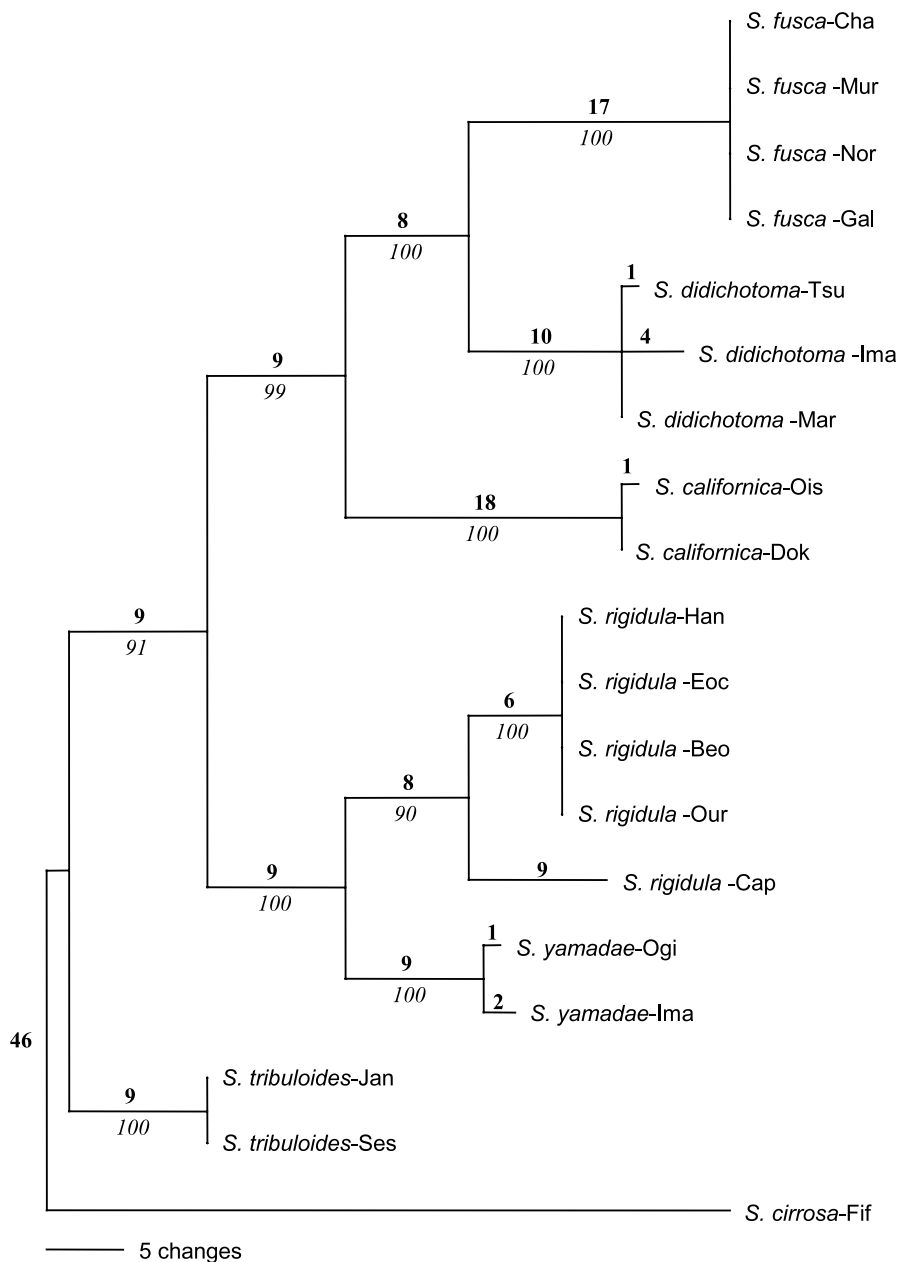 S. fusca-Cha
S. fusca -Mur
17
100
S. fusca -Nor
S. fusca -Gal
8
100
1
S. didichotoma-Tsu
10
4
100
S. didichotoma -Ima
9
99
S. didichotoma -Mar
1
S. californica-Ois
18
100
S. californica-Dok
9
91
S. rigidula-Han
S. rigidula -Eoc
6
100
S. rigidula -Beo
8
90
S. rigidula -Our
9
100
9
S. rigidula -Cap
1
S. yamadae-Ogi
9
100
2
S. yamadae-Ima
46
S. tribuloides-Jan
9
100
S. tribuloides-Ses
S. cirrosa-Fif
5 changes